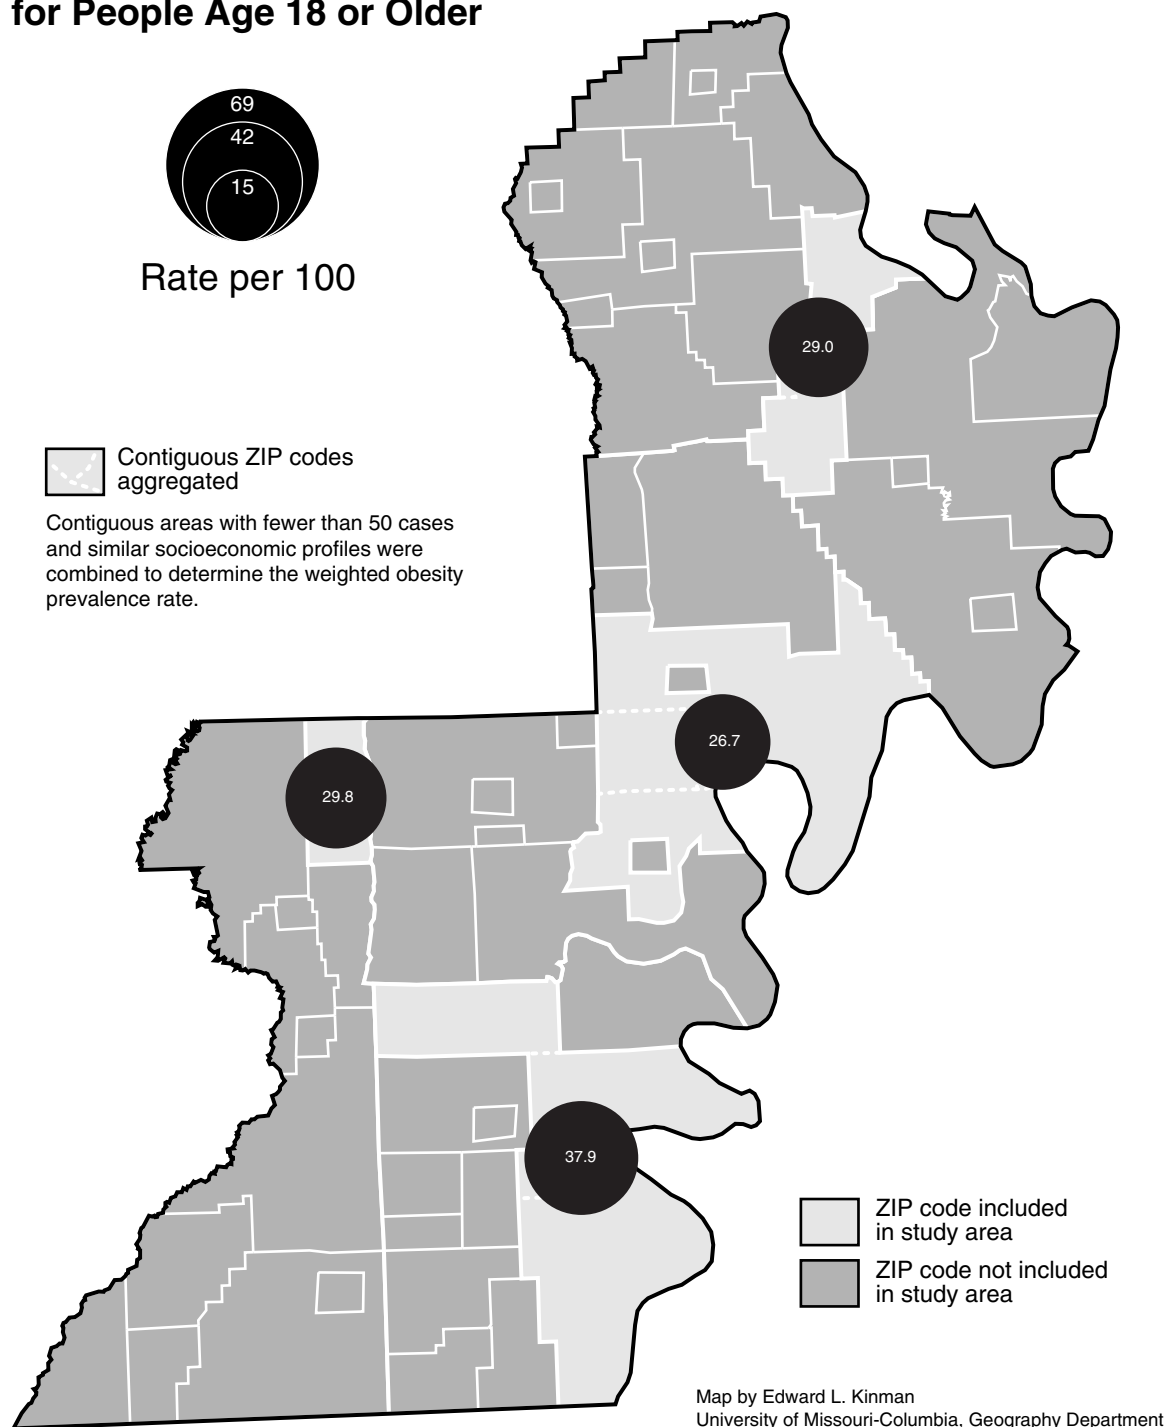 for People Age 18 or Older
69
42
15
Rate per 100
29.0
Contiguous ZIP codes
aggregated
Contiguous areas with fewer than 50 cases
and similar socioeconomic profiles were
combined to determine the weighted obesity
prevalence rate.
26.7
29.8
37.9
ZIP code included
in study area
ZIP code not included
in study area
Map by Edward L. Kinman
University of Missouri-Columbia, Geography Department